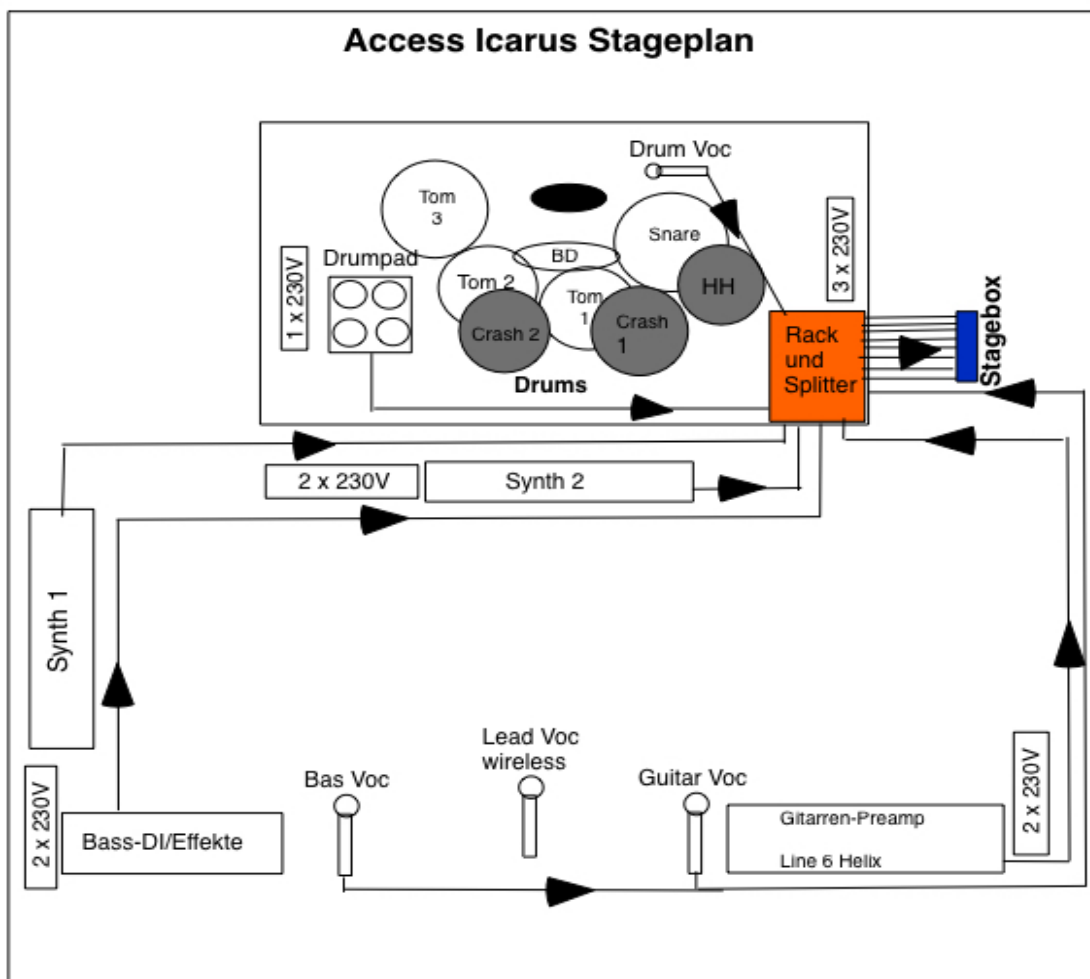 Access Icarus Stageplan
Drum Voc
Tom
3
Snare
3 x 230V
Drumpad
BD
1 x 230V
Tom 2
Tom
1
HH
Crash 2
Crash
1
Rack
und
Splitter
Stagebox
Drums
2 x 230V
Synth 2
Synth 1
Lead Voc
wireless
Bas Voc
Guitar Voc
2 x 230V
Bass-DI/Effekte
Gitarren-Preamp
Line 6 Helix
2 x 230V